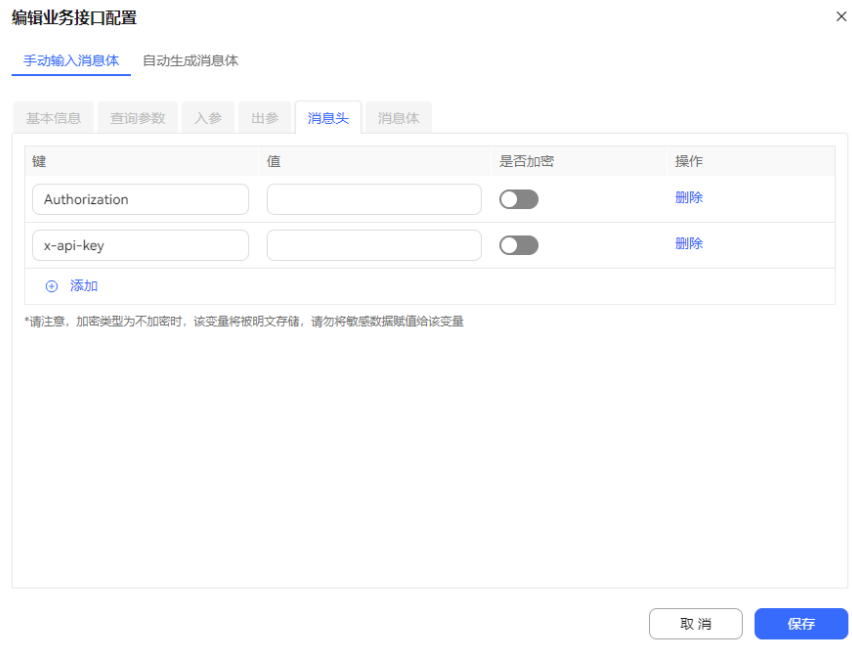 编辑业务接口配置
手动输入消息体 自动生成消息体
基本信息 查询参数 入参 出参 消息头 消息体
键 值 是否加密 操作
Authorization 删除
x-api-key 删除
添加
*请注意，加密类型为不加密时，该变量将被明文存储，请勿将敏感数据赋值给该变量
取 消 保存